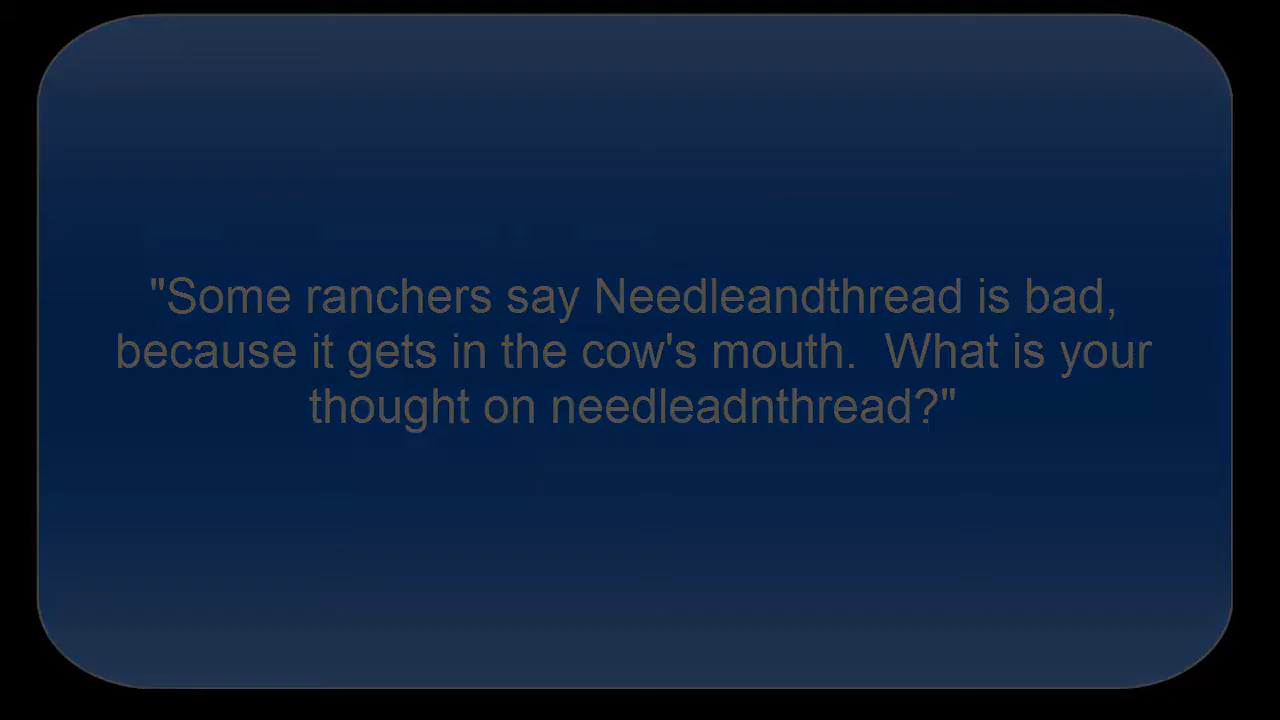 "Some ranchers say Needleandthread is bad,
because it gets in the cow's mouth.  What is your
thought on needleadnthread?"